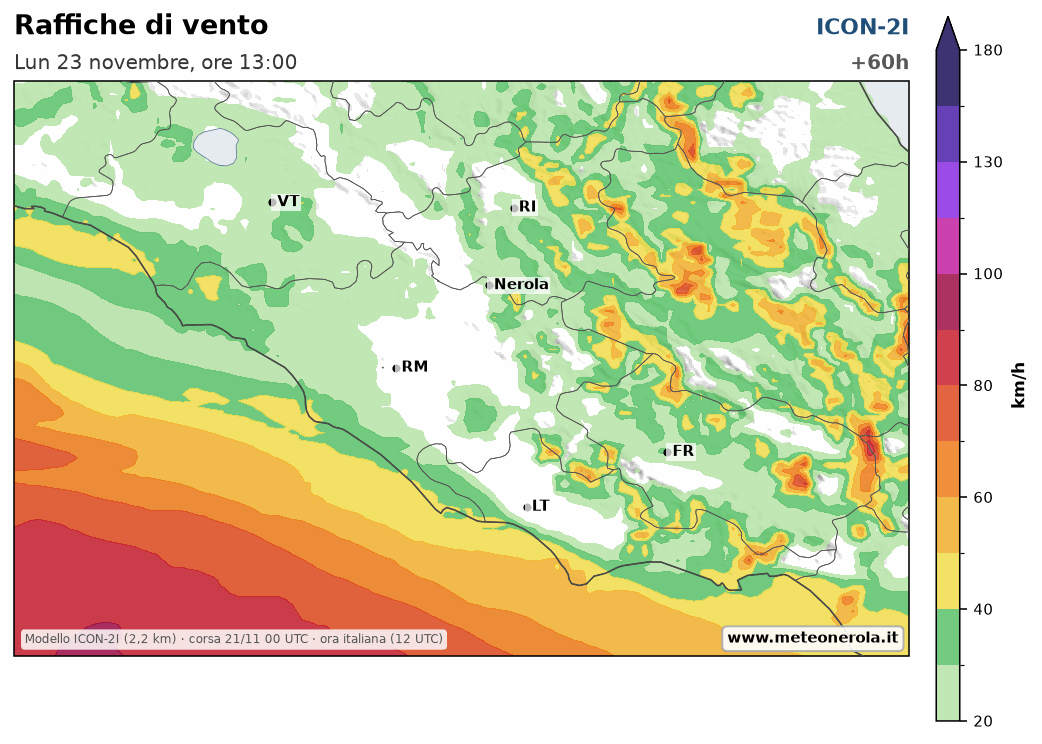 Raffiche di vento
ICON-2I
Lun 23 novembre, ore 13:00
+60h
180
130
100
80
60
40
20
km/h
VT
RI
Nerola
RM
FR
LT
Modello ICON-2I (2,2 km) · corsa 21/11 00 UTC · ora italiana (12 UTC)
www.meteonerola.it